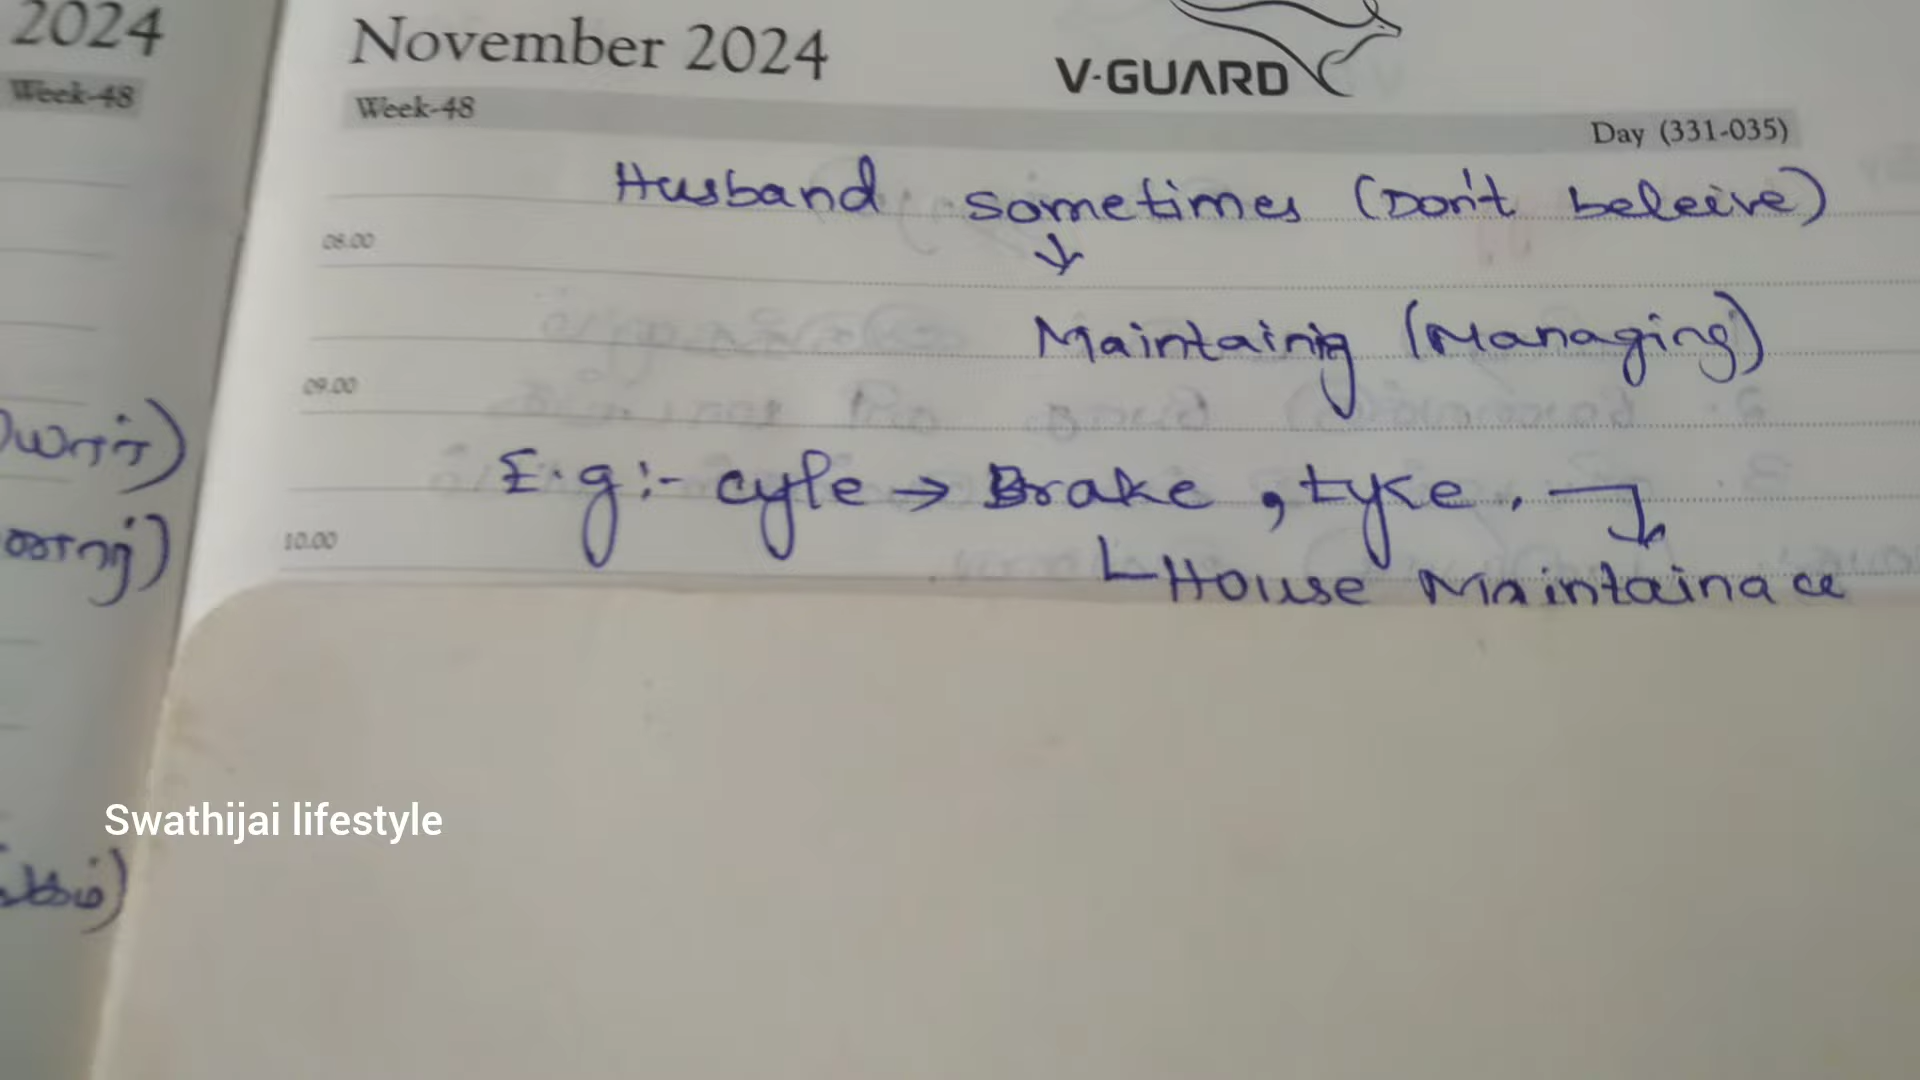 2024
Week-48
November 2024
V-GUARD
Week-48
Day (331-035)
Husband sometimes (Don't beleive)
↓
08.00
Maintainig (Managing)
09.00
E.g:- cyle → Brake, tyre.
10.00
House Maintainace
Swathijai lifestyle